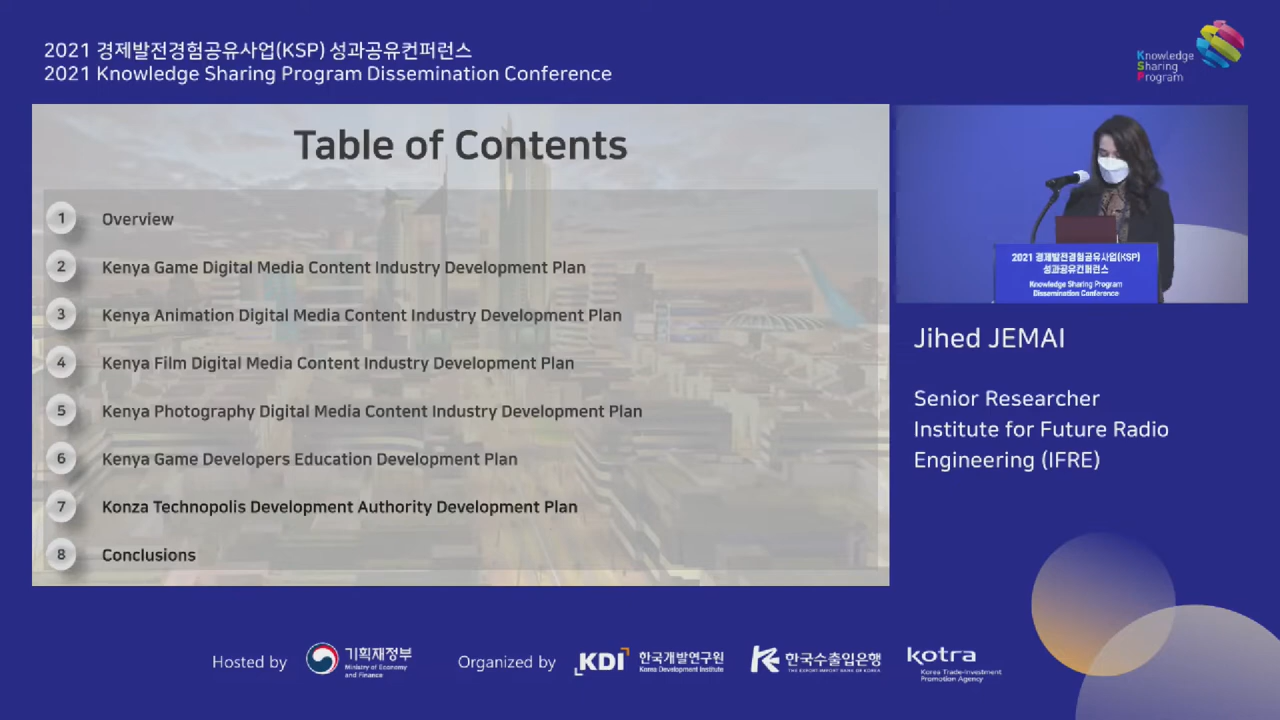 2021 경제발전경험공유사업(KSP) 성과공유컨퍼런스
2021 Knowledge Sharing Program Dissemination Conference
Knowledge
Sharing
Program
Table of Contents
1 Overview
2 Kenya Game Digital Media Content Industry Development Plan
3 Kenya Animation Digital Media Content Industry Development Plan
4 Kenya Film Digital Media Content Industry Development Plan
5 Kenya Photography Digital Media Content Industry Development Plan
6 Kenya Game Developers Education Development Plan
7 Konza Technopolis Development Authority Development Plan
8 Conclusions
2021 경제발전경험공유사업(KSP)
성과공유컨퍼런스
Knowledge Sharing Program
Dissemination Conference
Jihed JEMAI
Senior Researcher
Institute for Future Radio
Engineering (IFRE)
Hosted by
기획재정부
Ministry of Economy
and Finance
Organized by
KDI
한국개발연구원
Korea Development Institute
한국수출입은행
THE EXPORT-IMPORT BANK OF KOREA
kotra
Korea Trade-Investment
Promotion Agency